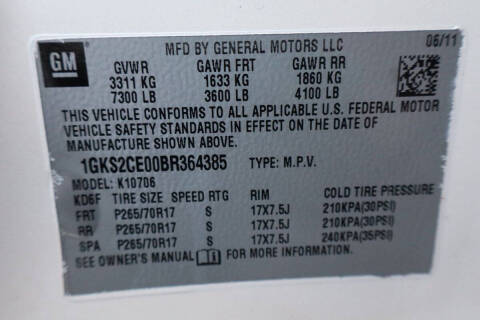 GM
MFD BY GENERAL MOTORS LLC 06/11
GVWR GAWR FRT GAWR RR
3311 KG 1633 KG 1860 KG
7300 LB 3600 LB 4100 LB
THIS VEHICLE CONFORMS TO ALL APPLICABLE U.S. FEDERAL MOTOR
VEHICLE SAFETY STANDARDS IN EFFECT ON THE DATE OF
MANUFACTURE SHOWN ABOVE.
1GKS2CE00BR364385 TYPE: M.P.V.
MODEL: K10706
KD6F TIRE SIZE SPEED RTG RIM COLD TIRE PRESSURE
FRT P265/70R17 S 17X7.5J 210KPA(30PSI)
RR P265/70R17 S 17X7.5J 210KPA(30PSI)
SPA P265/70R17 S 17X7.5J 240KPA(35PSI)
SEE OWNER'S MANUAL FOR MORE INFORMATION.